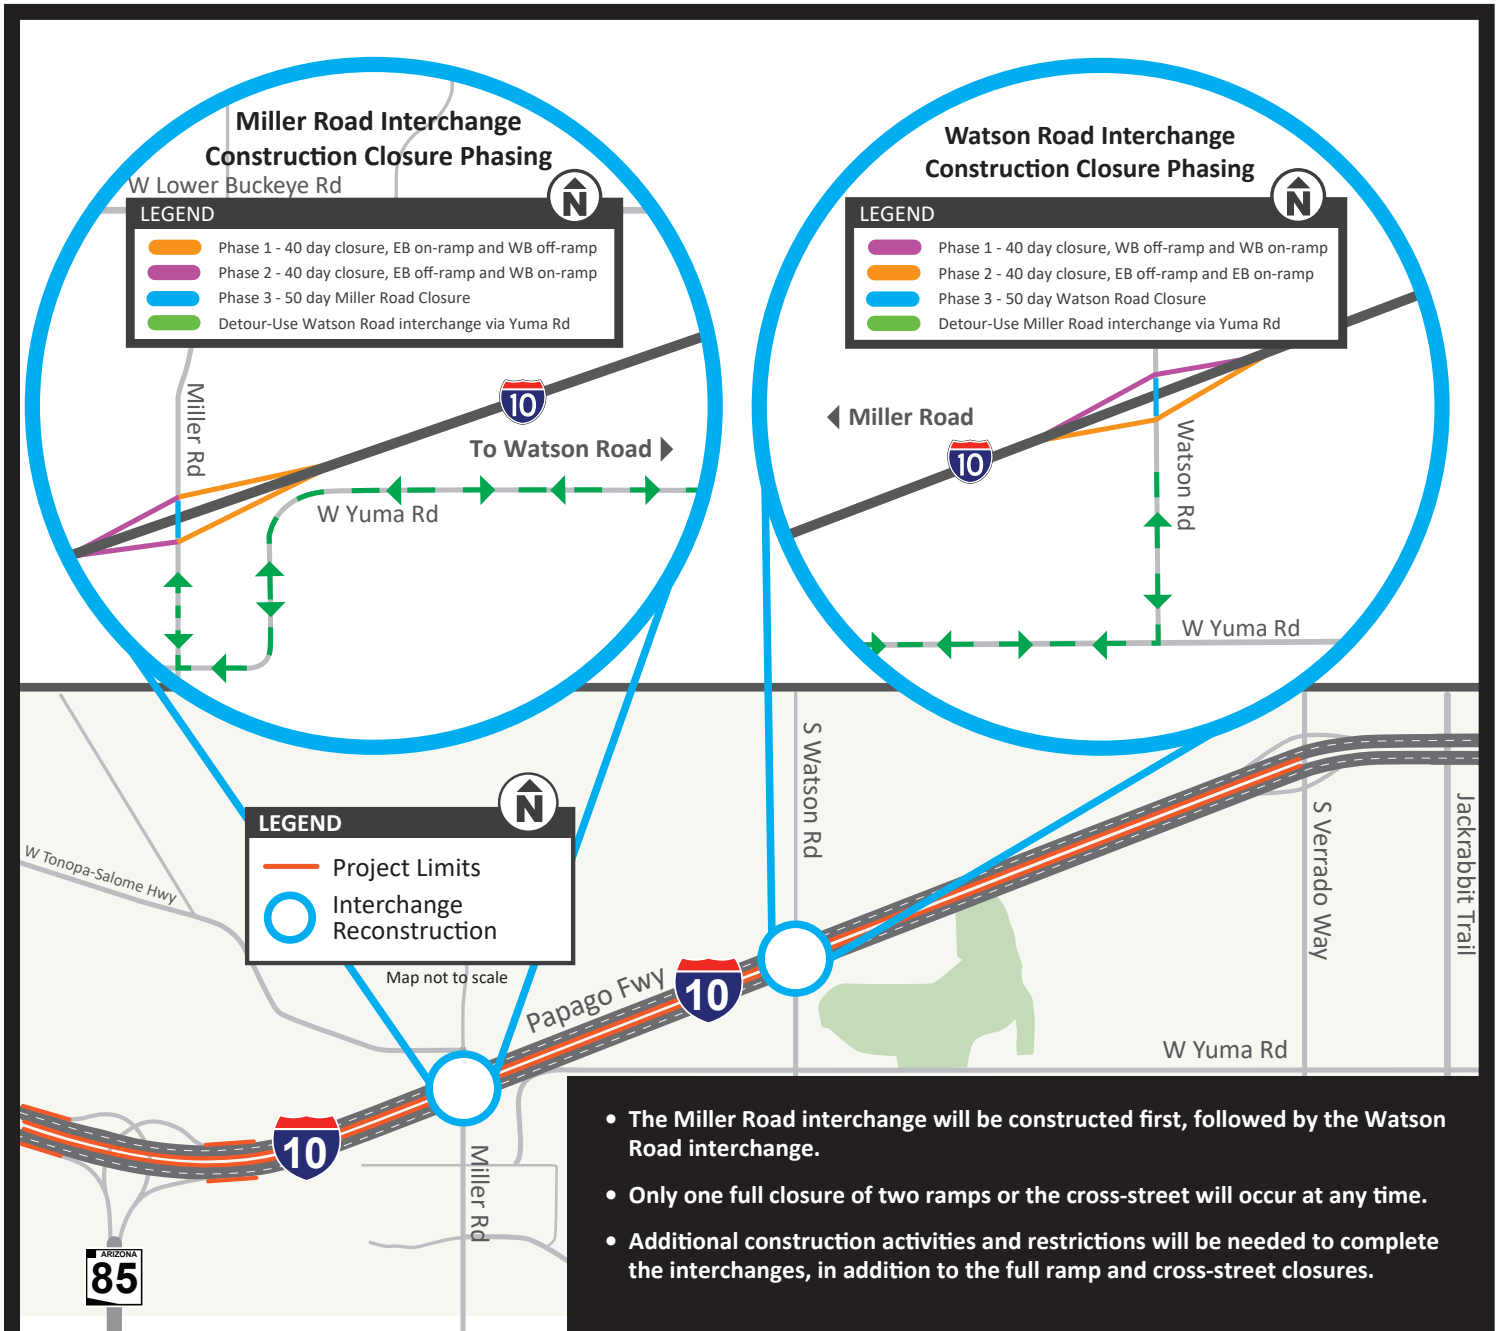 Miller Road Interchange
Construction Closure Phasing
W Lower Buckeye Rd
N
LEGEND
Phase 1 - 40 day closure, EB on-ramp and WB off-ramp
Phase 2 - 40 day closure, EB off-ramp and WB on-ramp
Phase 3 - 50 day Miller Road Closure
Detour-Use Watson Road interchange via Yuma Rd
Miller Rd
10
To Watson Road
W Yuma Rd
Watson Road Interchange
Construction Closure Phasing
N
LEGEND
Phase 1 - 40 day closure, WB off-ramp and WB on-ramp
Phase 2 - 40 day closure, EB off-ramp and EB on-ramp
Phase 3 - 50 day Watson Road Closure
Detour-Use Miller Road interchange via Yuma Rd
Miller Road
10
Watson Rd
W Yuma Rd
S Watson Rd
S Verrado Way
Jackrabbit Trail
N
LEGEND
Project Limits
Interchange
Reconstruction
Map not to scale
W Tonopa-Salome Hwy
Papago Fwy
10
W Yuma Rd
10
Miller Rd
ARIZONA
85
• The Miller Road interchange will be constructed first, followed by the Watson
Road interchange.
• Only one full closure of two ramps or the cross-street will occur at any time.
• Additional construction activities and restrictions will be needed to complete
the interchanges, in addition to the full ramp and cross-street closures.